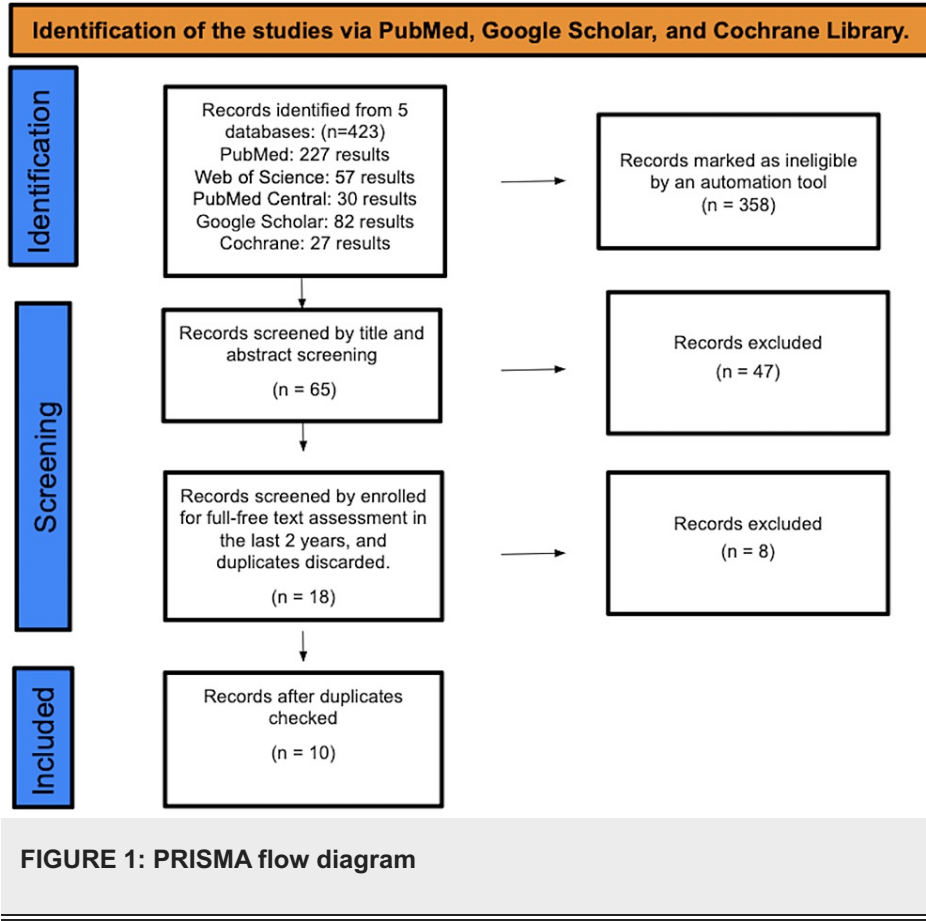 Identification of the studies via PubMed, Google Scholar, and Cochrane Library.
Identification
Records identified from 5
databases: (n=423)
PubMed: 227 results
Web of Science: 57 results
PubMed Central: 30 results
Google Scholar: 82 results
Cochrane: 27 results
Records marked as ineligible
by an automation tool
(n = 358)
Screening
Records screened by title and
abstract screening
(n = 65)
Records excluded
(n = 47)
Records screened by enrolled
for full-free text assessment in
the last 2 years, and
duplicates discarded.
(n = 18)
Records excluded
(n = 8)
Included
Records after duplicates
checked
(n = 10)
FIGURE 1: PRISMA flow diagram